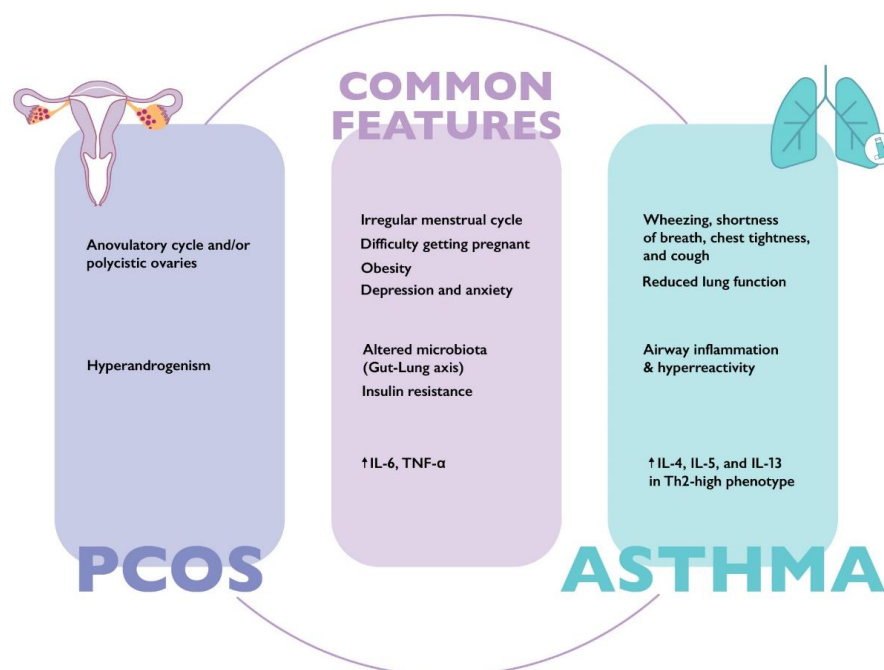 COMMON
FEATURES
Anovulatory cycle and/or
polycistic ovaries
Hyperandrogenism
PCOS
Irregular menstrual cycle
Difficulty getting pregnant
Obesity
Depression and anxiety
Altered microbiota
(Gut-Lung axis)
Insulin resistance
↑IL-6, TNF-α
Wheezing, shortness
of breath, chest tightness,
and cough
Reduced lung function
Airway inflammation
& hyperreactivity
↑IL-4, IL-5, and IL-13
in Th2-high phenotype
ASTHMA